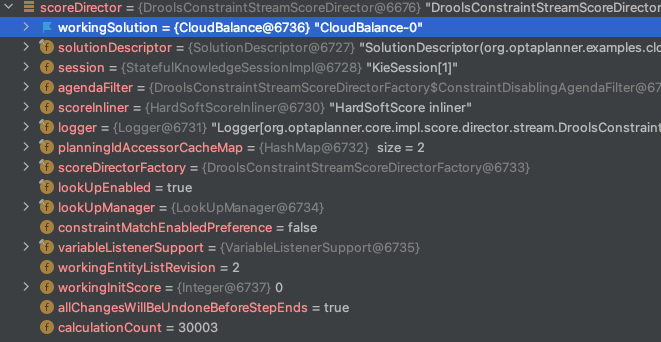 scoreDirector = {DroolsConstraintStreamScoreDirector@6676} "DroolsConstraintStreamScoreDirector
workingSolution = {CloudBalance@6736} "CloudBalance-0"
solutionDescriptor = {SolutionDescriptor@6727} "SolutionDescriptor(org.optaplanner.examples.clo
session = {StatefulKnowledgeSessionImpl@6728} "KieSession[1]"
agendaFilter = {DroolsConstraintStreamScoreDirectorFactory$ConstraintDisablingAgendaFilter@67
scoreInliner = {HardSoftScoreInliner@6730} "HardSoftScore inliner"
logger = {Logger@6731} "Logger[org.optaplanner.core.impl.score.director.stream.DroolsConstrain
planningIdAccessorCacheMap = {HashMap@6732} size = 2
scoreDirectorFactory = {DroolsConstraintStreamScoreDirectorFactory@6733}
lookUpEnabled = true
lookUpManager = {LookUpManager@6734}
constraintMatchEnabledPreference = false
variableListenerSupport = {VariableListenerSupport@6735}
workingEntityListRevision = 2
workingInitScore = {Integer@6737} 0
allChangesWillBeUndoneBeforeStepEnds = true
calculationCount = 30003